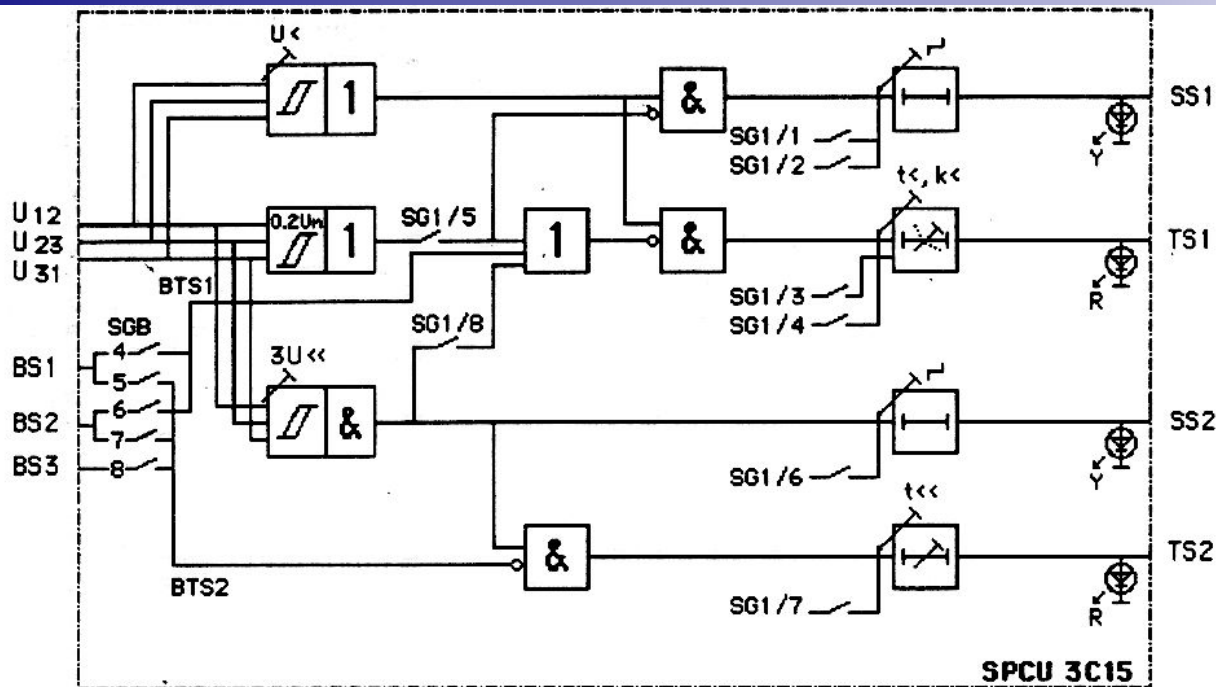 U<
1
&
SS1
SG1/1
SG1/2
Y
t<, k<
U12
U23
U31
0.2Un
1
SG1/5
1
&
TS1
BTS1
SG1/3
SG1/4
R
SGB
SG1/8
BS1
4
5
3U<<
BS2
6
7
&
SS2
BS3
8
SG1/6
Y
t<<
&
TS2
BTS2
SG1/7
R
SPCU 3C15